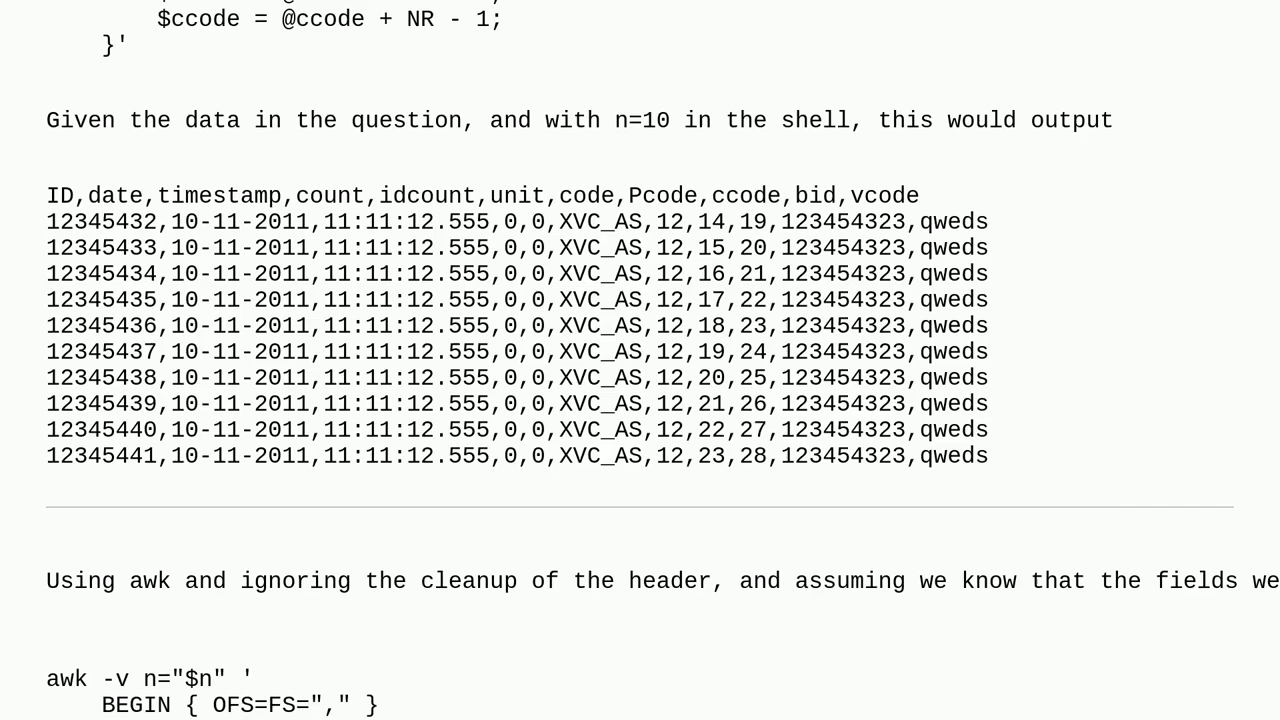 $ccode = @ccode + NR - 1;
}'
Given the data in the question, and with n=10 in the shell, this would output
ID,date,timestamp,count,idcount,unit,code,Pcode,ccode,bid,vcode
12345432,10-11-2011,11:11:12.555,0,0,XVC_AS,12,14,19,123454323,qweds
12345433,10-11-2011,11:11:12.555,0,0,XVC_AS,12,15,20,123454323,qweds
12345434,10-11-2011,11:11:12.555,0,0,XVC_AS,12,16,21,123454323,qweds
12345435,10-11-2011,11:11:12.555,0,0,XVC_AS,12,17,22,123454323,qweds
12345436,10-11-2011,11:11:12.555,0,0,XVC_AS,12,18,23,123454323,qweds
12345437,10-11-2011,11:11:12.555,0,0,XVC_AS,12,19,24,123454323,qweds
12345438,10-11-2011,11:11:12.555,0,0,XVC_AS,12,20,25,123454323,qweds
12345439,10-11-2011,11:11:12.555,0,0,XVC_AS,12,21,26,123454323,qweds
12345440,10-11-2011,11:11:12.555,0,0,XVC_AS,12,22,27,123454323,qweds
12345441,10-11-2011,11:11:12.555,0,0,XVC_AS,12,23,28,123454323,qweds
Using awk and ignoring the cleanup of the header, and assuming we know that the fields we
awk -v n="$n" '
BEGIN { OFS=FS="," }